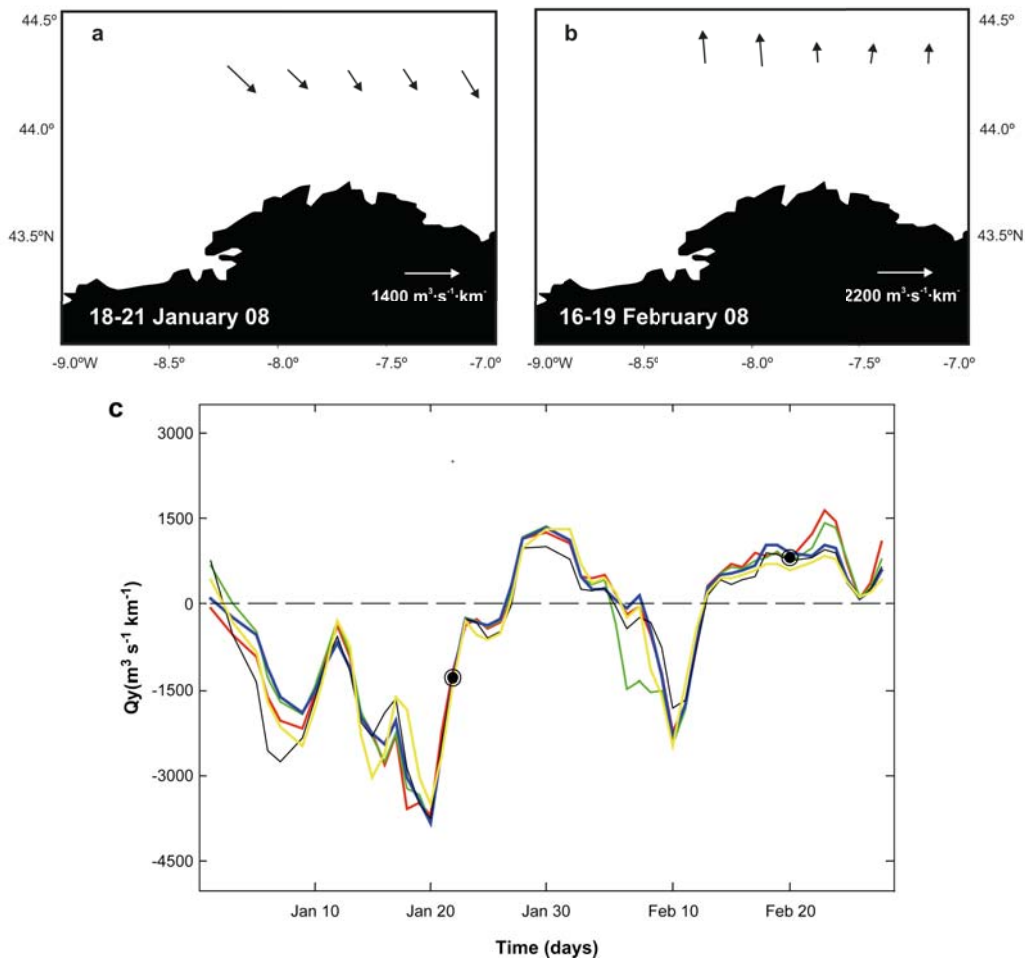 a
44.5º
44.0º
43.5ºN
1400 m³·s⁻¹·km⁻
18-21 January 08
-9.0ºW -8.5º -8.0º -7.5º -7.0º
b
44.5º
44.0º
43.5ºN
2200 m³·s⁻¹·km⁻
16-19 February 08
-9.0ºW -8.5º -8.0º -7.5º -7.0º
c
Qy(m³ s⁻¹ km⁻¹)
3000
1500
0
-1500
-3000
-4500
Jan 10 Jan 20 Jan 30 Feb 10 Feb 20
Time (days)